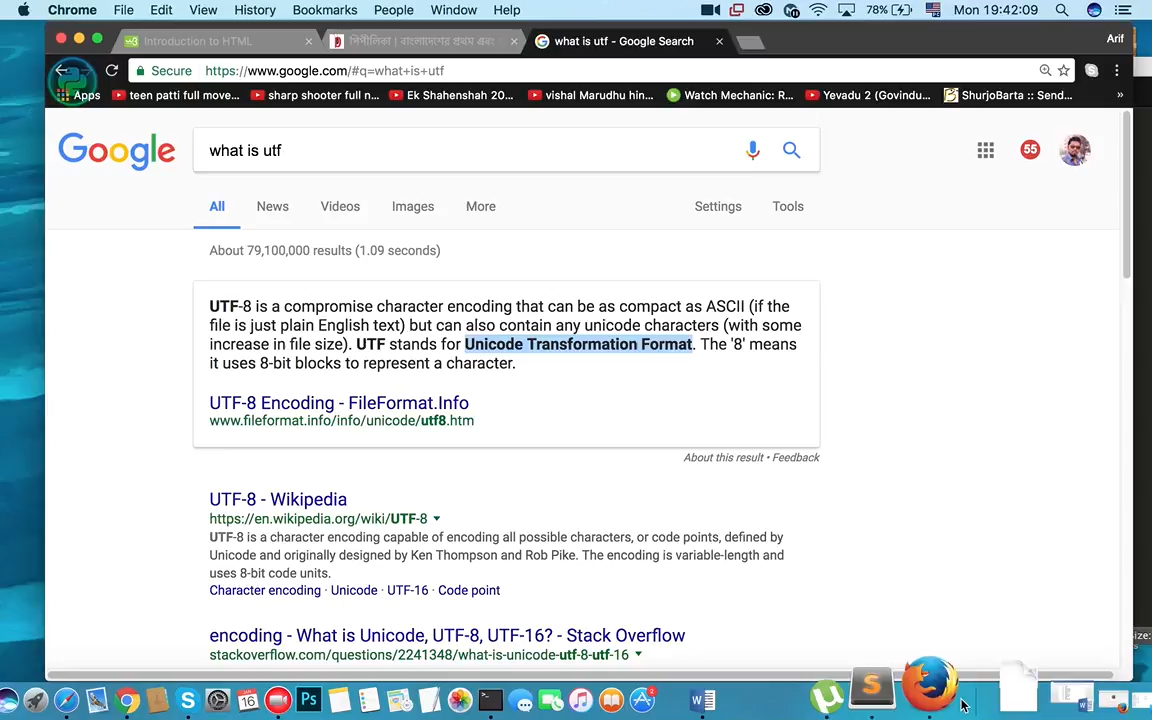 Chrome File Edit View History Bookmarks People Window Help 78% Mon 19:42:09
Introduction to HTML
পিপীলিকা | বাংলাদেশের প্রথম এবং
what is utf - Google Search
Arif
Secure https://www.google.com/#q=what+is+utf
Apps teen patti full move... sharp shooter full n... Ek Shahenshah 20... vishal Marudhu hin... Watch Mechanic: R... Yevadu 2 (Govindu... ShurjoBarta :: Send... »
Google
what is utf
55
All News Videos Images More Settings Tools
About 79,100,000 results (1.09 seconds)
UTF-8 is a compromise character encoding that can be as compact as ASCII (if the
file is just plain English text) but can also contain any unicode characters (with some
increase in file size). UTF stands for Unicode Transformation Format. The '8' means
it uses 8-bit blocks to represent a character.
UTF-8 Encoding - FileFormat.Info
www.fileformat.info/info/unicode/utf8.htm
About this result • Feedback
UTF-8 - Wikipedia
https://en.wikipedia.org/wiki/UTF-8
UTF-8 is a character encoding capable of encoding all possible characters, or code points, defined by
Unicode and originally designed by Ken Thompson and Rob Pike. The encoding is variable-length and
uses 8-bit code units.
Character encoding · Unicode · UTF-16 · Code point
encoding - What is Unicode, UTF-8, UTF-16? - Stack Overflow
stackoverflow.com/questions/2241348/what-is-unicode-utf-8-utf-16
ize:
16
Ps
2
W
S